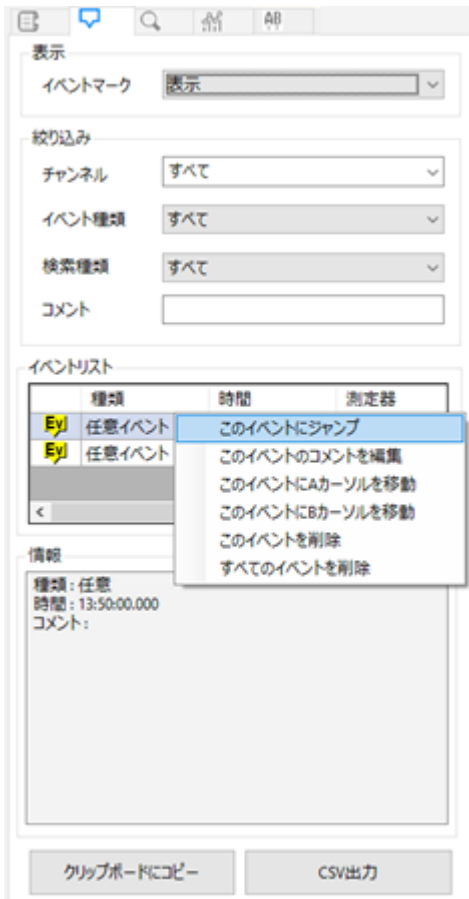 AB
表示
イベントマーク 表示
絞り込み
チャンネル すべて
イベント種類 すべて
検索種類 すべて
コメント
イベントリスト
種類 時間 測定器
Ev 任意イベント
Ev 任意イベント
このイベントにジャンプ
このイベントのコメントを編集
このイベントにAカーソルを移動
このイベントにBカーソルを移動
このイベントを削除
すべてのイベントを削除
情報
種類 : 任意
時間 : 13:50:00.000
コメント :
クリップボードにコピー CSV出力